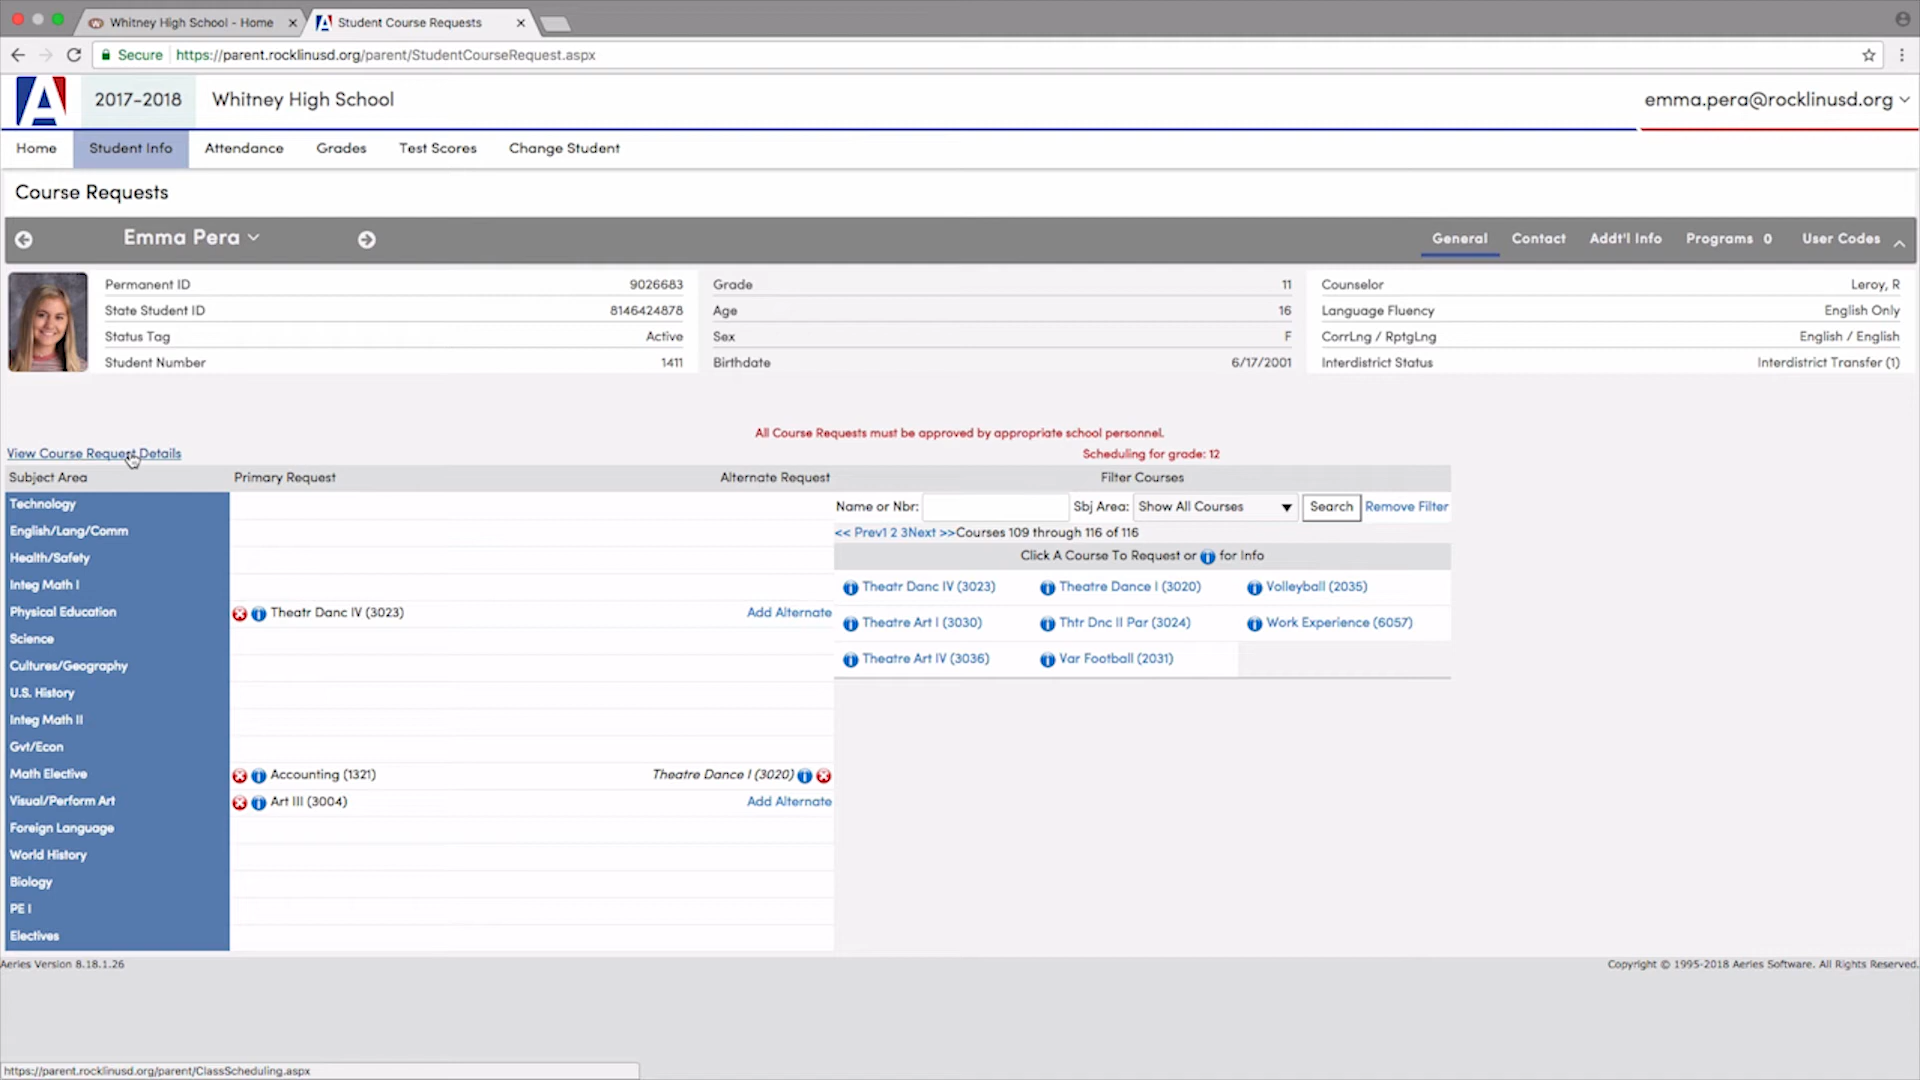 Whitney High School - Home
Student Course Requests
Secure
https://parent.rocklinusd.org/parent/StudentCourseRequest.aspx
A
2017-2018
Whitney High School
emma.pera@rocklinusd.org
Home
Student Info
Attendance
Grades
Test Scores
Change Student
Course Requests
Emma Pera
General
Contact
Addt'l Info
Programs 0
User Codes
Permanent ID 9026683
State Student ID 8146424878
Status Tag Active
Student Number 1411
Grade 11
Age 16
Sex F
Birthdate 6/17/2001
Counselor Leroy, R
Language Fluency English Only
CorrLng / RptgLng English / English
Interdistrict Status Interdistrict Transfer (1)
All Course Requests must be approved by appropriate school personnel.
View Course Request Details
Scheduling for grade: 12
Subject Area
Primary Request
Alternate Request
Filter Courses
Name or Nbr:
Sbj Area: Show All Courses
Search
Remove Filter
<< Prev1 2 3Next >>Courses 109 through 116 of 116
Click A Course To Request or i for Info
Theatr Danc IV (3023)
Theatre Dance I (3020)
Volleyball (2035)
Theatre Art I (3030)
Thtr Dnc II Par (3024)
Work Experience (6057)
Theatre Art IV (3036)
Var Football (2031)
Technology
English/Lang/Comm
Health/Safety
Integ Math I
Physical Education
Theatr Danc IV (3023)
Add Alternate
Science
Cultures/Geography
U.S. History
Integ Math II
Gvt/Econ
Math Elective
Accounting (1321)
Theatre Dance I (3020)
Visual/Perform Art
Art III (3004)
Add Alternate
Foreign Language
World History
Biology
PE I
Electives
Aeries Version 8.18.1.26
Copyright © 1995-2018 Aeries Software. All Rights Reserved.
https://parent.rocklinusd.org/parent/ClassScheduling.aspx